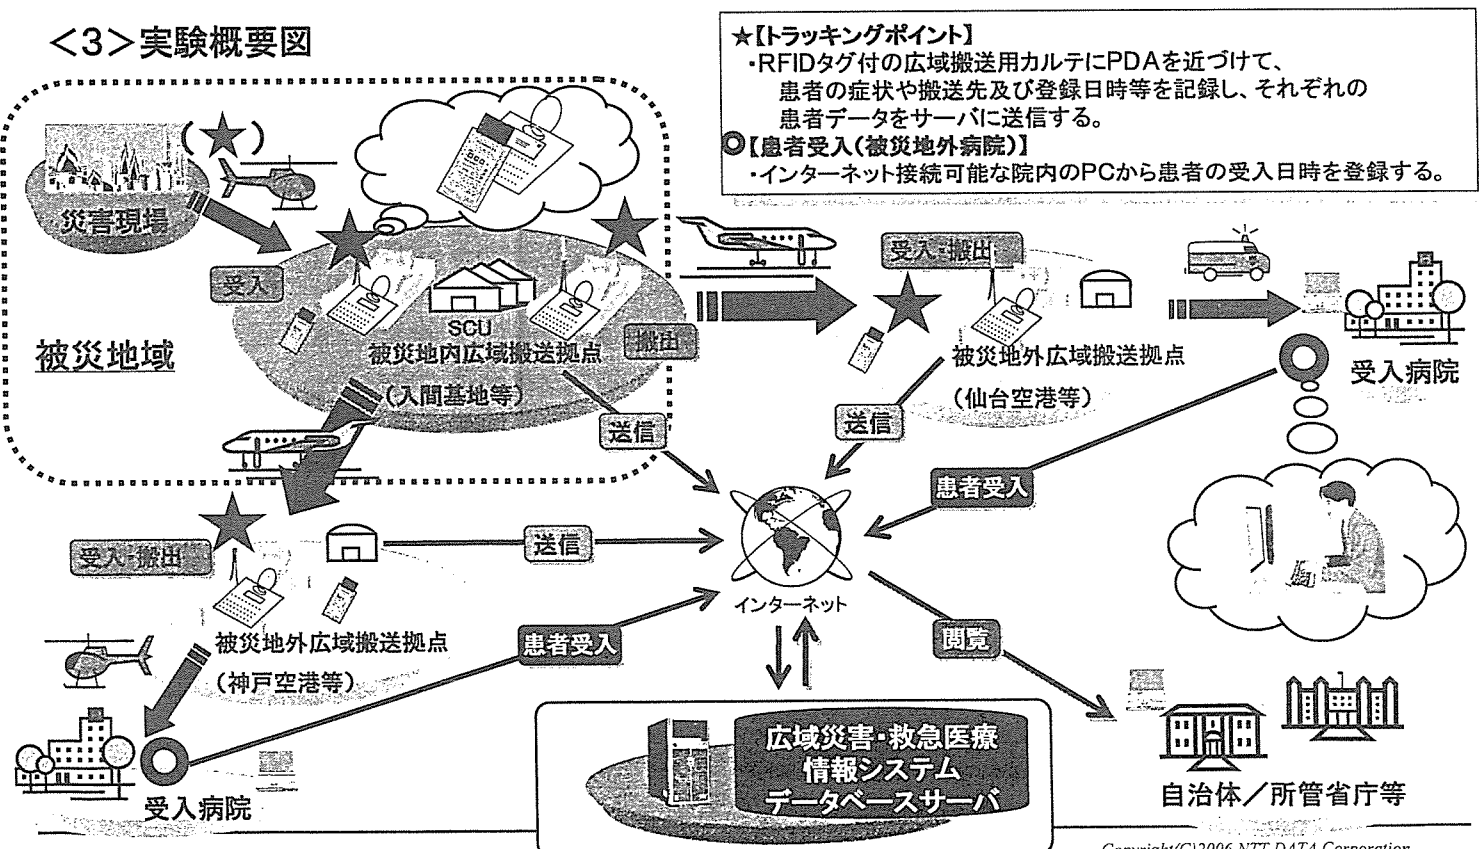 ＜3＞実験概要図
★【トラッキングポイント】
・RFIDタグ付の広域搬送用カルテにPDAを近づけて、
患者の症状や搬送先及び登録日時等を記録し、それぞれの
患者データをサーバに送信する。
【患者受入（被災地外病院）】
・インターネット接続可能な院内のPCから患者の受入日時を登録する。
（★）
災害現場
受入
被災地域
SCU
被災地内広域搬送拠点
（入間基地等）
搬出
送信
受入・搬出
被災地外広域搬送拠点
（仙台空港等）
送信
受入病院
患者受入
受入・搬出
送信
被災地外広域搬送拠点
（神戸空港等）
インターネット
患者受入
閲覧
受入病院
広域災害・救急医療
情報システム
データベースサーバ
自治体／所管省庁等
Copyright(C)2006 NTT DATA Corporation